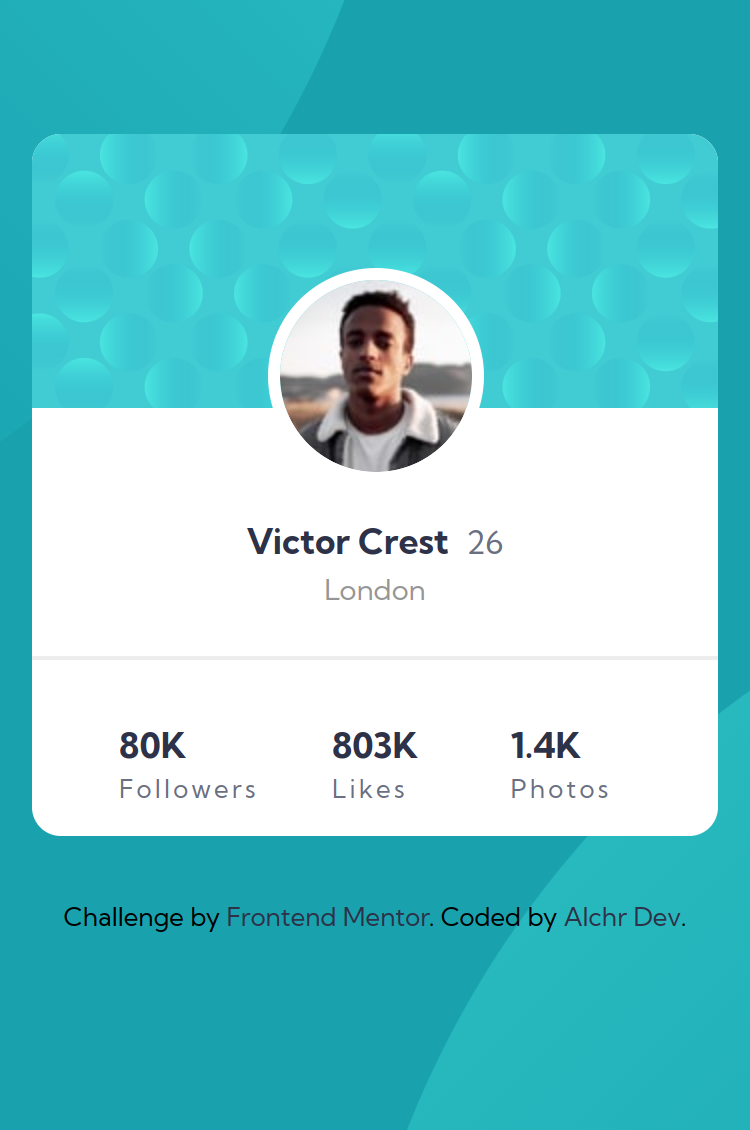 Victor Crest 26
London
80K 803K 1.4K
Followers Likes Photos
Challenge by Frontend Mentor. Coded by Alchr Dev.